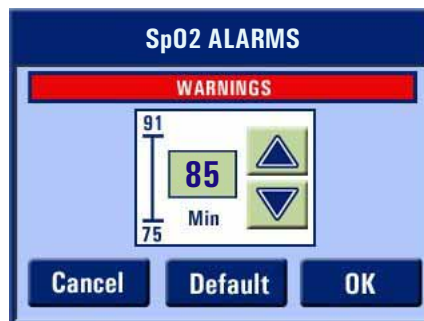 SpO2 ALARMS
WARNINGS
91
85
Min
75
Cancel Default OK